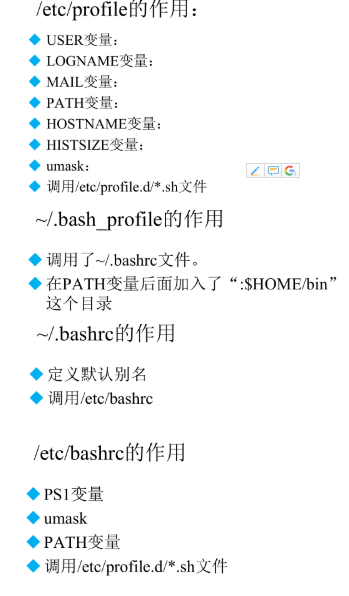 /etc/profile的作用：
USER变量：
LOGNAME变量：
MAIL变量：
PATH变量：
HOSTNAME变量：
HISTSIZE变量：
umask：
调用/etc/profile.d/*.sh文件
~/.bash_profile的作用
调用了~/.bashrc文件。
在PATH变量后面加入了“:$HOME/bin”
这个目录
~/.bashrc的作用
定义默认别名
调用/etc/bashrc
/etc/bashrc的作用
PS1变量
umask
PATH变量
调用/etc/profile.d/*.sh文件